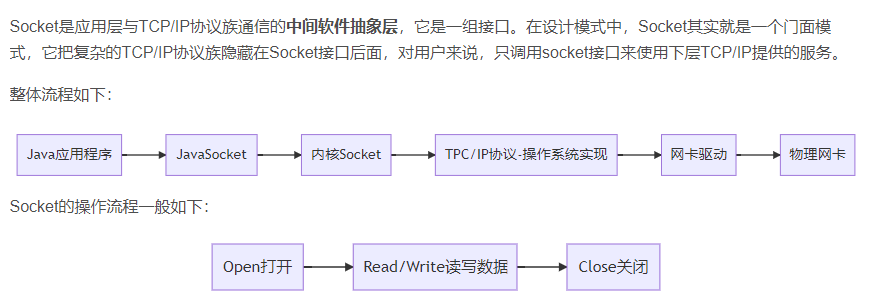 Socket是应用层与TCP/IP协议族通信的中间软件抽象层，它是一组接口。在设计模式中，Socket其实就是一个门面模
式，它把复杂的TCP/IP协议族隐藏在Socket接口后面，对用户来说，只调用socket接口来使用下层TCP/IP提供的服务。
整体流程如下：
Java应用程序
JavaSocket
内核Socket
TPC/IP协议-操作系统实现
网卡驱动
物理网卡
Socket的操作流程一般如下：
Open打开
Read/Write读写数据
Close关闭